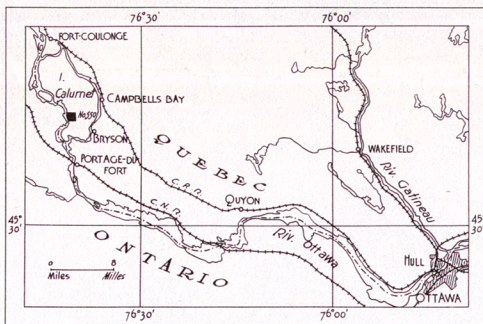 76°30'
76°00'
FORT-COULONGE
I.
Calumet
CAMPBELLS BAY
No.550
BRYSON
PORTAGE-DU
FORT
QUEBEC
WAKEFIELD
Riv. Gatineau
C.P.R.
QUYON
C.N.R.
45
30'
45
30'
Riv. Ottawa
ONTARIO
HULL
OTTAWA
0 8
Miles Milles
76°30'
76°00'